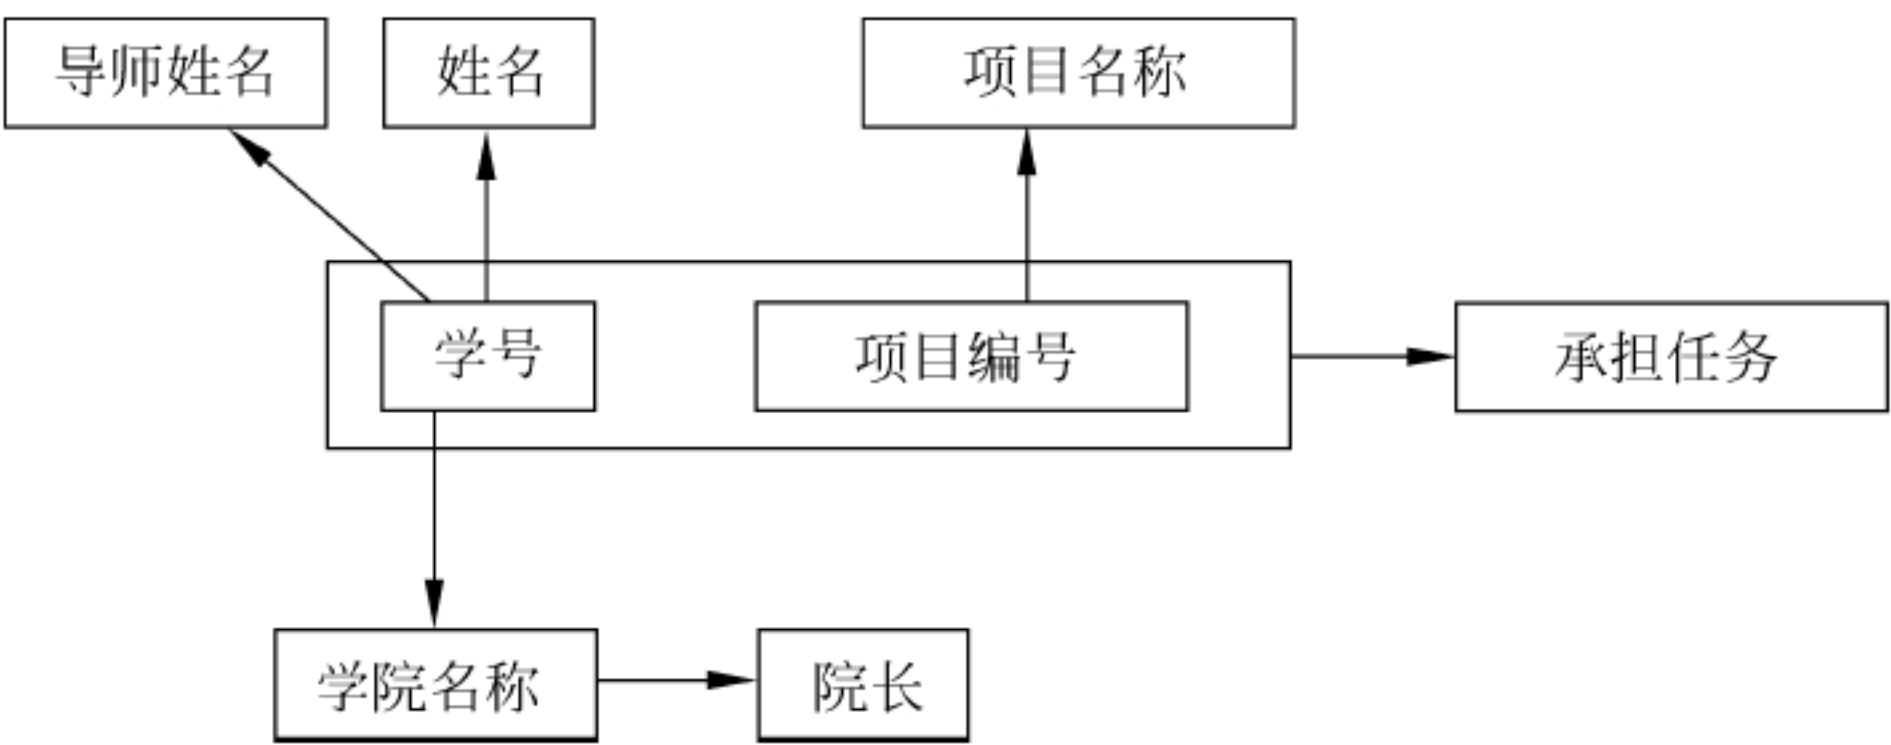 导师姓名
姓名
项目名称
学号
项目编号
承担任务
学院名称
院长